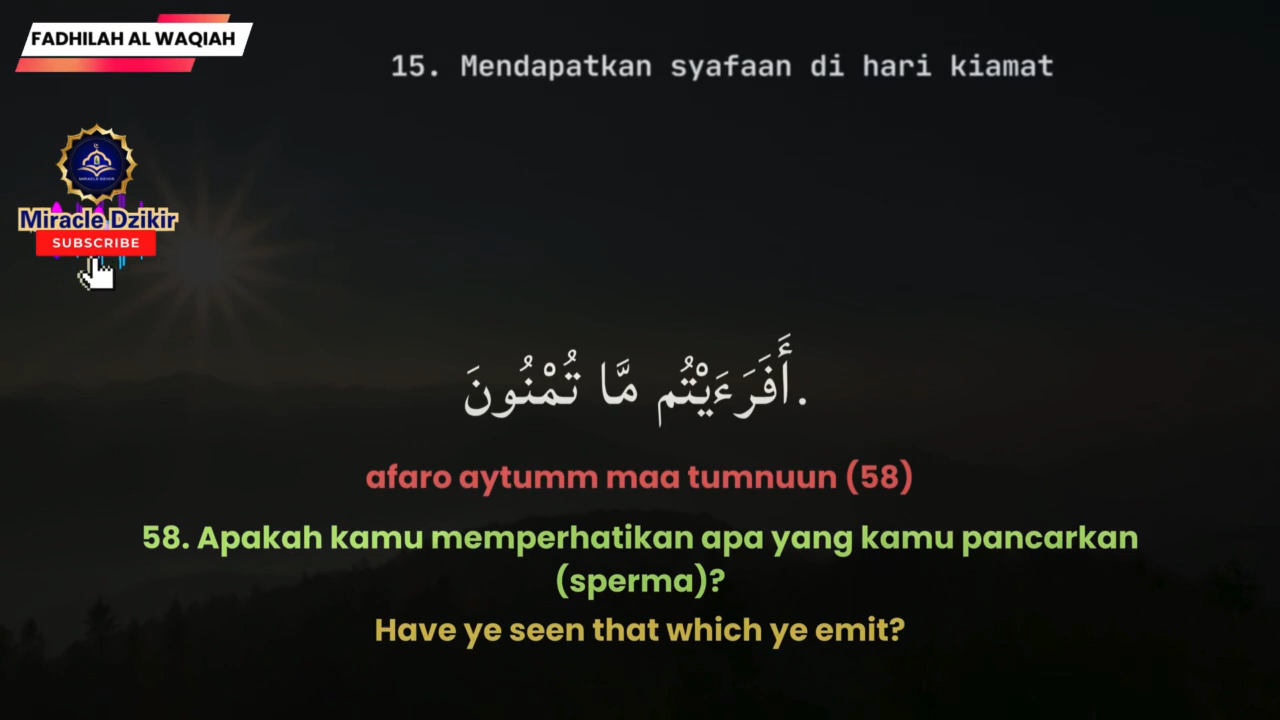 FADHILAH AL WAQIAH
15. Mendapatkan syafaan di hari kiamat
Miracle Dzikir
SUBSCRIBE
أَفَرَءَيْتُم مَّا تُمْنُونَ.
afaro aytumm maa tumnuun (58)
58. Apakah kamu memperhatikan apa yang kamu pancarkan
(sperma)?
Have ye seen that which ye emit?